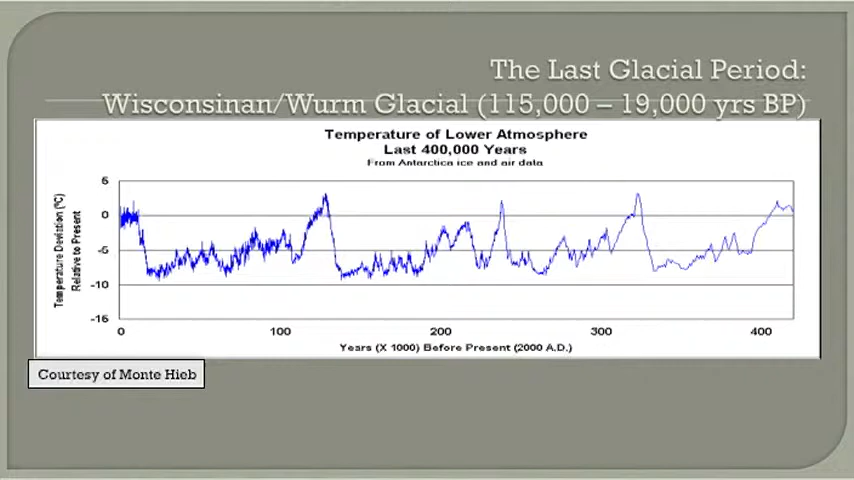 The Last Glacial Period:
Wisconsinan/Wurm Glacial (115,000 – 19,000 yrs BP)
Temperature of Lower Atmosphere
Last 400,000 Years
From Antarctica ice and air data
Temperature Deviation (ºC)
Relative to Present
5
0
-5
-10
-15
0 100 200 300 400
Years (X 1000) Before Present (2000 A.D.)
Courtesy of Monte Hieb